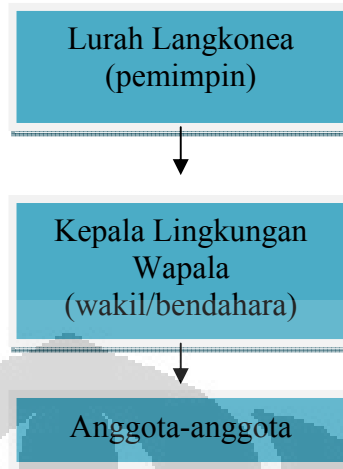 Lurah Langkonea
(pemimpin)
Kepala Lingkungan
Wapala
(wakil/bendahara)
Anggota-anggota